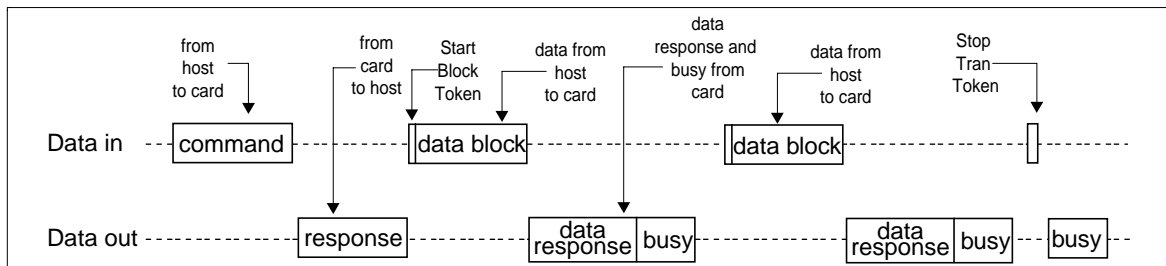 from
host
to card
from
card
to host
Start
Block
Token
data from
host
to card
data
response and
busy from
card
data from
host
to card
Stop
Tran
Token
Data in
command
data block
data block
Data out
response
data
response
busy
data
response
busy
busy